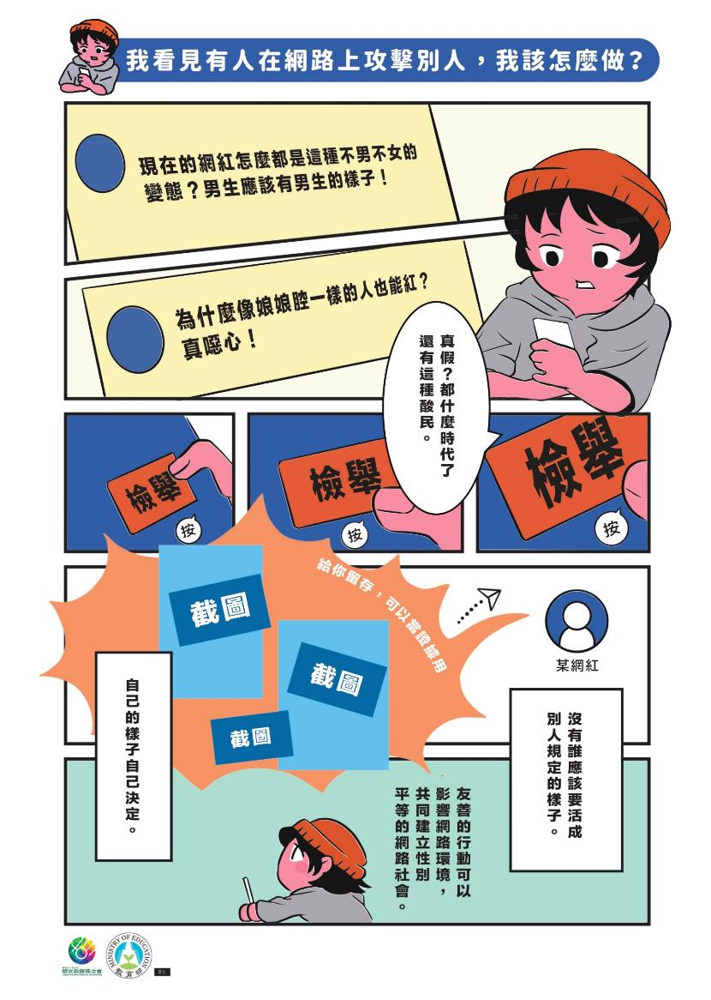 我看見有人在網路上攻擊別人，我該怎麼做？
現在的網紅怎麼都是這種不男不女的
變態？男生應該有男生的樣子！
為什麼像娘娘腔一樣的人也能紅？
真噁心！
真假？都什麼時代了
還有這種酸民。
檢舉
按
檢舉
按
檢舉
按
截圖
截圖
截圖
給你留存，可以當證據用
某網紅
沒有誰應該要活成
別人規定的樣子。
自己的樣子自己決定。
友善的行動可以
影響網路環境，
共同建立性別
平等的網路社會。
婦女救援基金會
MINISTRY OF EDUCATION
教育部